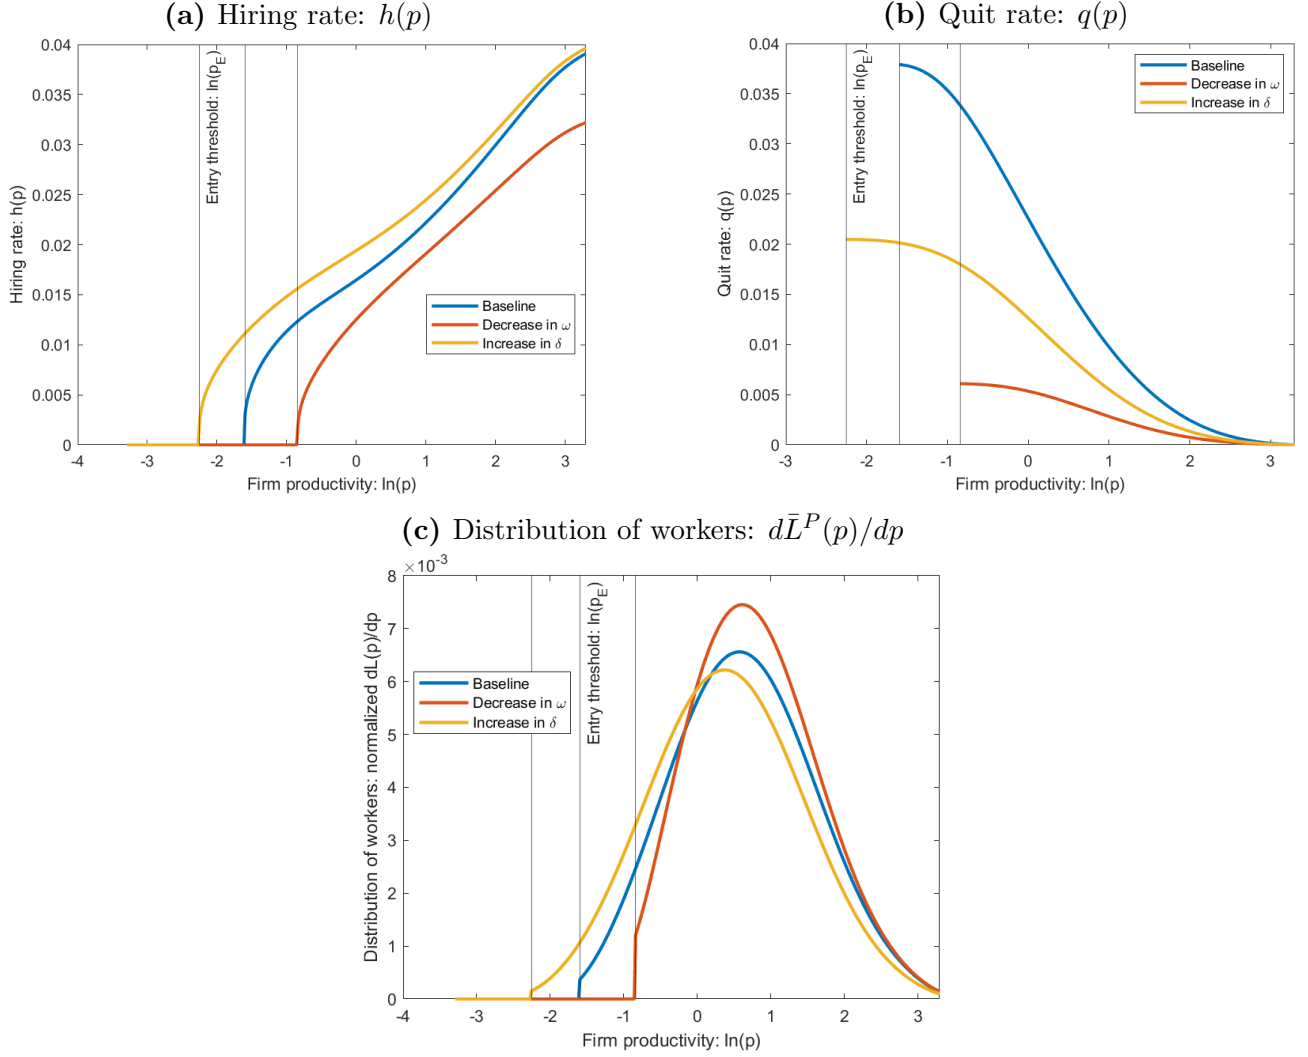 (a) Hiring rate: h(p)
Hiring rate: h(p)
0.04
0.035
0.03
0.025
0.02
0.015
0.01
0.005
0
Entry threshold: ln(p_E)
Baseline
Decrease in ω
Increase in δ
-4 -3 -2 -1 0 1 2 3
Firm productivity: ln(p)
(b) Quit rate: q(p)
Quit rate: q(p)
0.04
0.035
0.03
0.025
0.02
0.015
0.01
0.005
0
Entry threshold: ln(p_E)
Baseline
Decrease in ω
Increase in δ
-3 -2 -1 0 1 2 3
Firm productivity: ln(p)
(c) Distribution of workers: dL̄^P(p)/dp
×10^-3
Distribution of workers: normalized dL(p)/dp
8
7
6
5
4
3
2
1
0
Entry threshold: ln(p_E)
Baseline
Decrease in ω
Increase in δ
-4 -3 -2 -1 0 1 2 3
Firm productivity: ln(p)